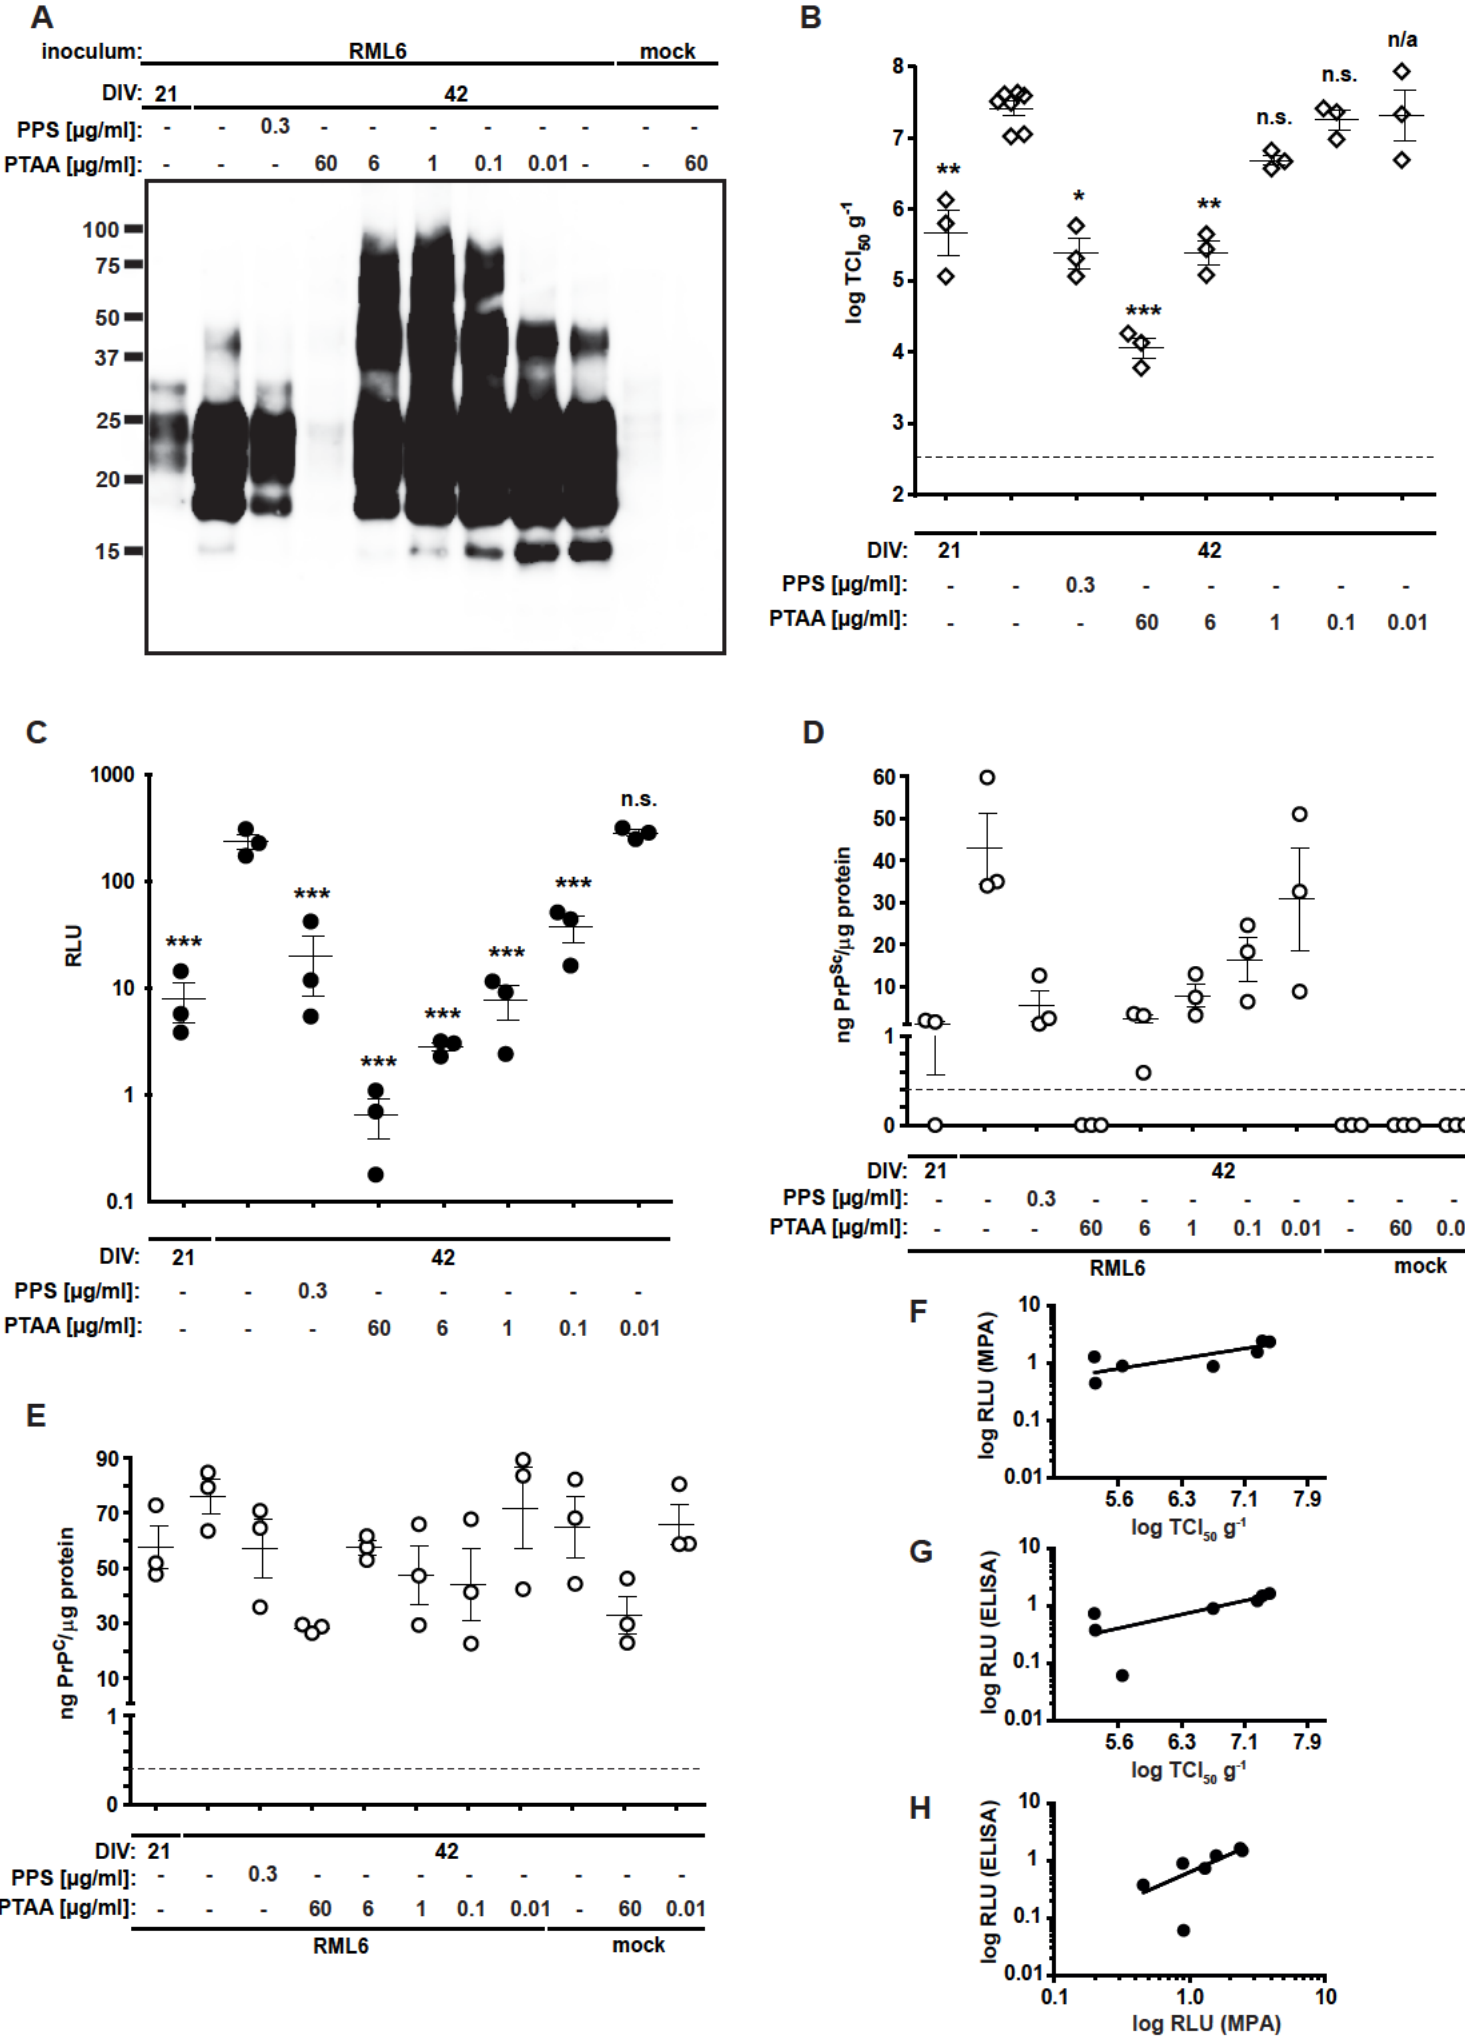 A
inoculum: RML6 mock
DIV: 21 42
PPS [µg/ml]: - - 0.3 - - - - - - - -
PTAA [µg/ml]: - - - 60 6 1 0.1 0.01 - - 60
100
75
50
37
25
20
15
B
log TCI50 g-1
8
7
6
5
4
3
2
** * *** ** n.s. n.s. n/a
DIV: 21 42
PPS [µg/ml]: - - 0.3 - - - - -
PTAA [µg/ml]: - - - 60 6 1 0.1 0.01
C
RLU
1000
100
10
1
0.1
*** *** *** *** *** *** n.s.
DIV: 21 42
PPS [µg/ml]: - - 0.3 - - - - -
PTAA [µg/ml]: - - - 60 6 1 0.1 0.01
D
ng PrPSc/µg protein
60
50
40
30
20
10
1
0
DIV: 21 42
PPS [µg/ml]: - - 0.3 - - - - - - - -
PTAA [µg/ml]: - - - 60 6 1 0.1 0.01 - 60 0.0
RML6 mock
E
ng PrPC/µg protein
90
70
50
30
10
1
0
DIV: 21 42
PPS [µg/ml]: - - 0.3 - - - - - - - -
PTAA [µg/ml]: - - - 60 6 1 0.1 0.01 - 60 0.01
RML6 mock
F
log RLU (MPA)
10
1
0.1
0.01
5.6 6.3 7.1 7.9
log TCI50 g-1
G
log RLU (ELISA)
10
1
0.1
0.01
5.6 6.3 7.1 7.9
log TCI50 g-1
H
log RLU (ELISA)
10
1
0.1
0.01
0.1 1.0 10
log RLU (MPA)